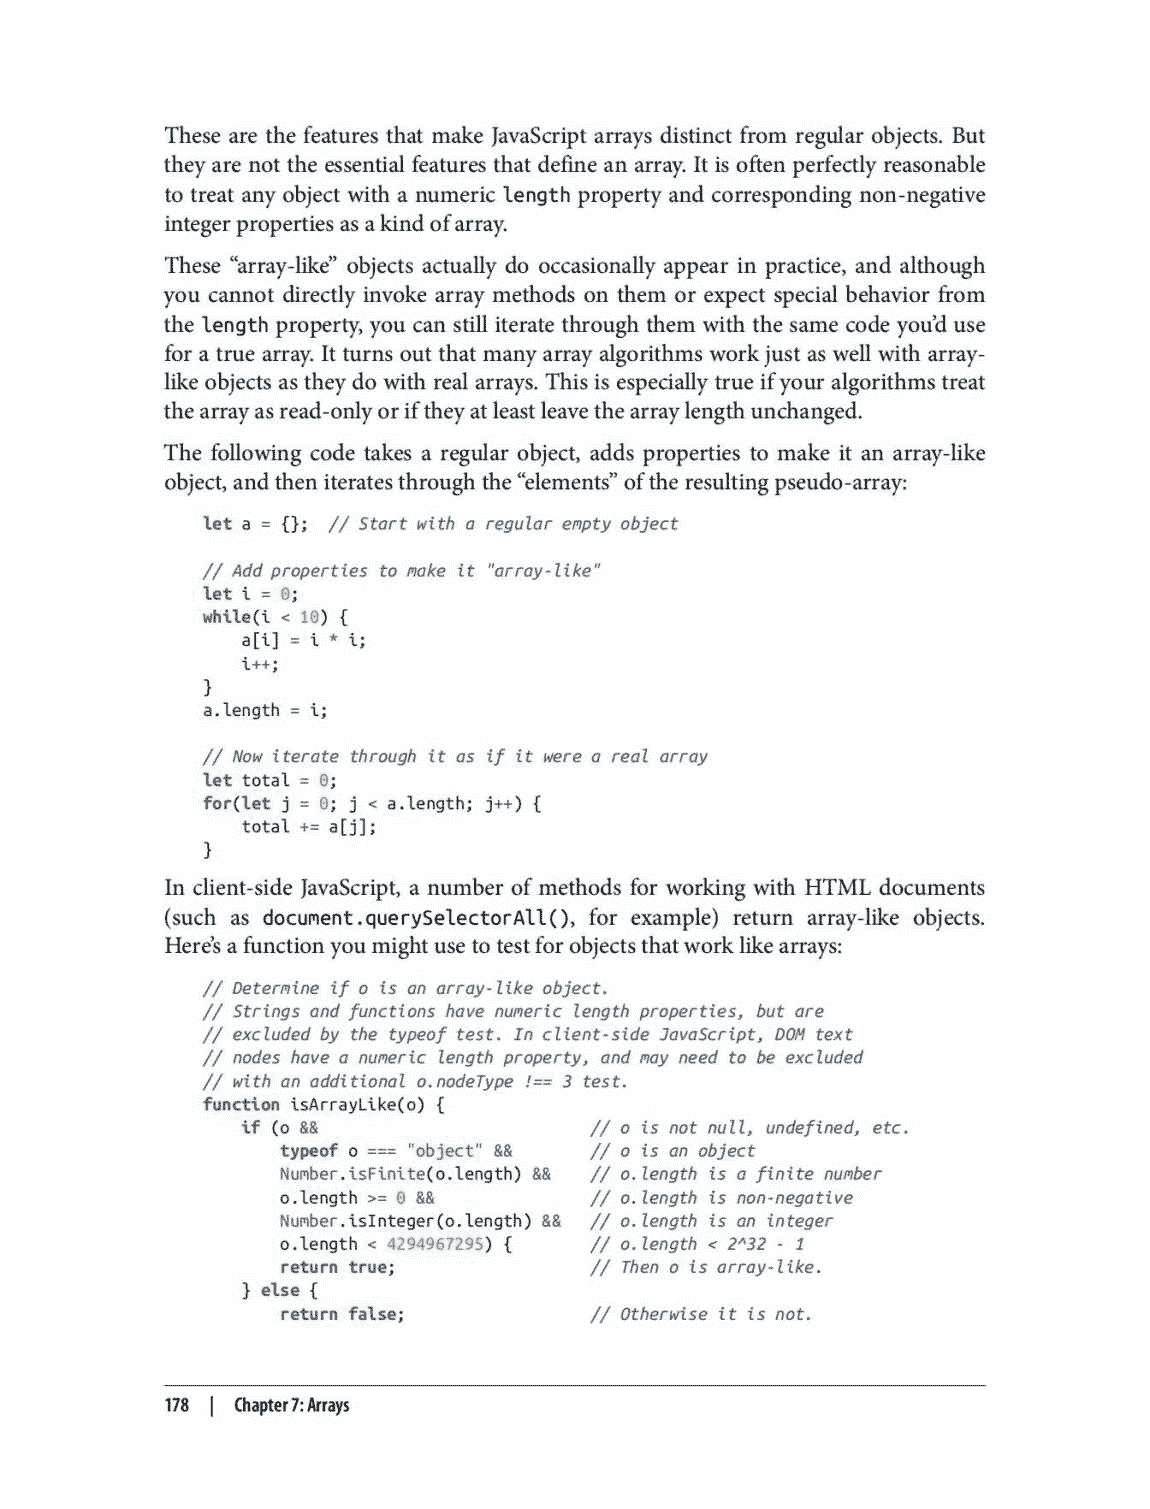 These are the features that make JavaScript arrays distinct from regular objects. But
they are not the essential features that define an array. It is often perfectly reasonable
to treat any object with a numeric length property and corresponding non-negative
integer properties as a kind of array.
These “array-like” objects actually do occasionally appear in practice, and although
you cannot directly invoke array methods on them or expect special behavior from
the length property, you can still iterate through them with the same code you’d use
for a true array. It turns out that many array algorithms work just as well with array-
like objects as they do with real arrays. This is especially true if your algorithms treat
the array as read-only or if they at least leave the array length unchanged.
The following code takes a regular object, adds properties to make it an array-like
object, and then iterates through the “elements” of the resulting pseudo-array:
let a = {};  // Start with a regular empty object
// Add properties to make it "array-like"
let i = 0;
while(i < 10) {
    a[i] = i * i;
    i++;
}
a.length = i;
// Now iterate through it as if it were a real array
let total = 0;
for(let j = 0; j < a.length; j++) {
    total += a[j];
}
In client-side JavaScript, a number of methods for working with HTML documents
(such as document.querySelectorAll(), for example) return array-like objects.
Here’s a function you might use to test for objects that work like arrays:
// Determine if o is an array-like object.
// Strings and functions have numeric length properties, but are
// excluded by the typeof test. In client-side JavaScript, DOM text
// nodes have a numeric length property, and may need to be excluded
// with an additional o.nodeType !== 3 test.
function isArrayLike(o) {
    if (o &&                            // o is not null, undefined, etc.
        typeof o === "object" &&        // o is an object
        Number.isFinite(o.length) &&    // o.length is a finite number
        o.length >= 0 &&                // o.length is non-negative
        Number.isInteger(o.length) &&   // o.length is an integer
        o.length < 4294967295) {        // o.length < 2^32 - 1
        return true;                    // Then o is array-like.
    } else {
        return false;                   // Otherwise it is not.
178 | Chapter 7: Arrays